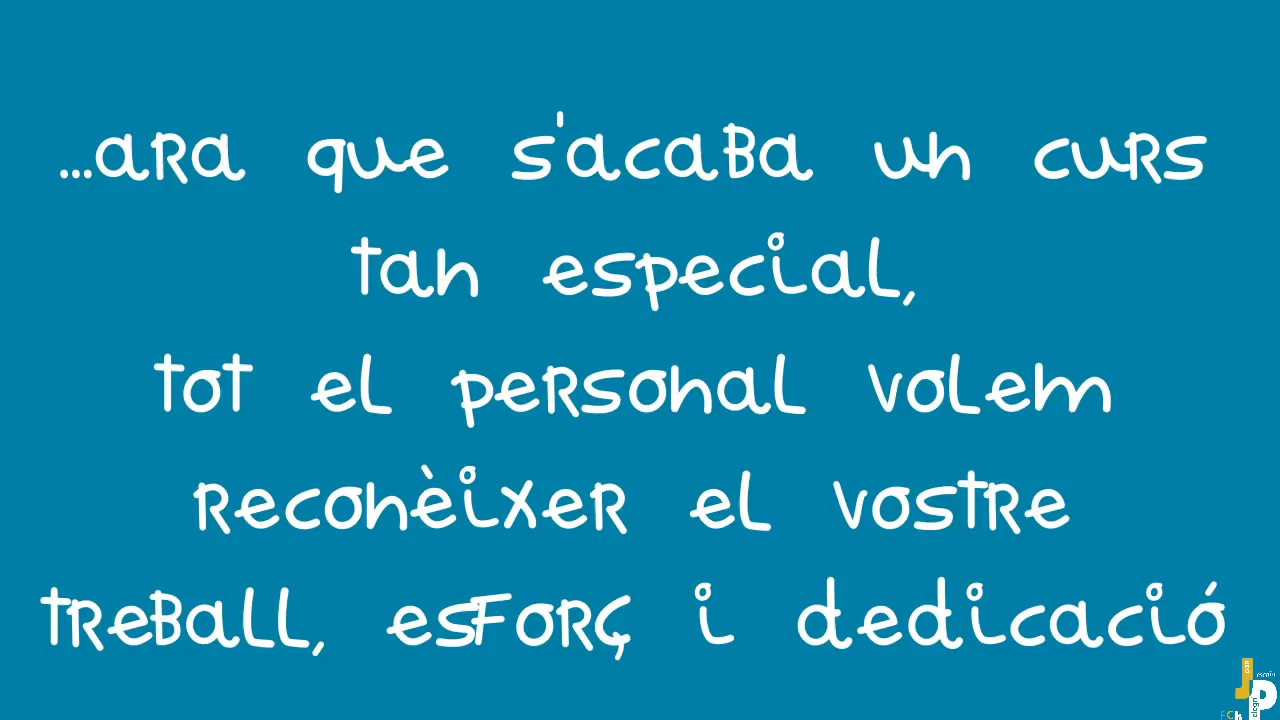 ...ara que s'acaba un curs
tan especial,
tot el personal volem
reconèixer el vostre
treball, esforç i dedicació